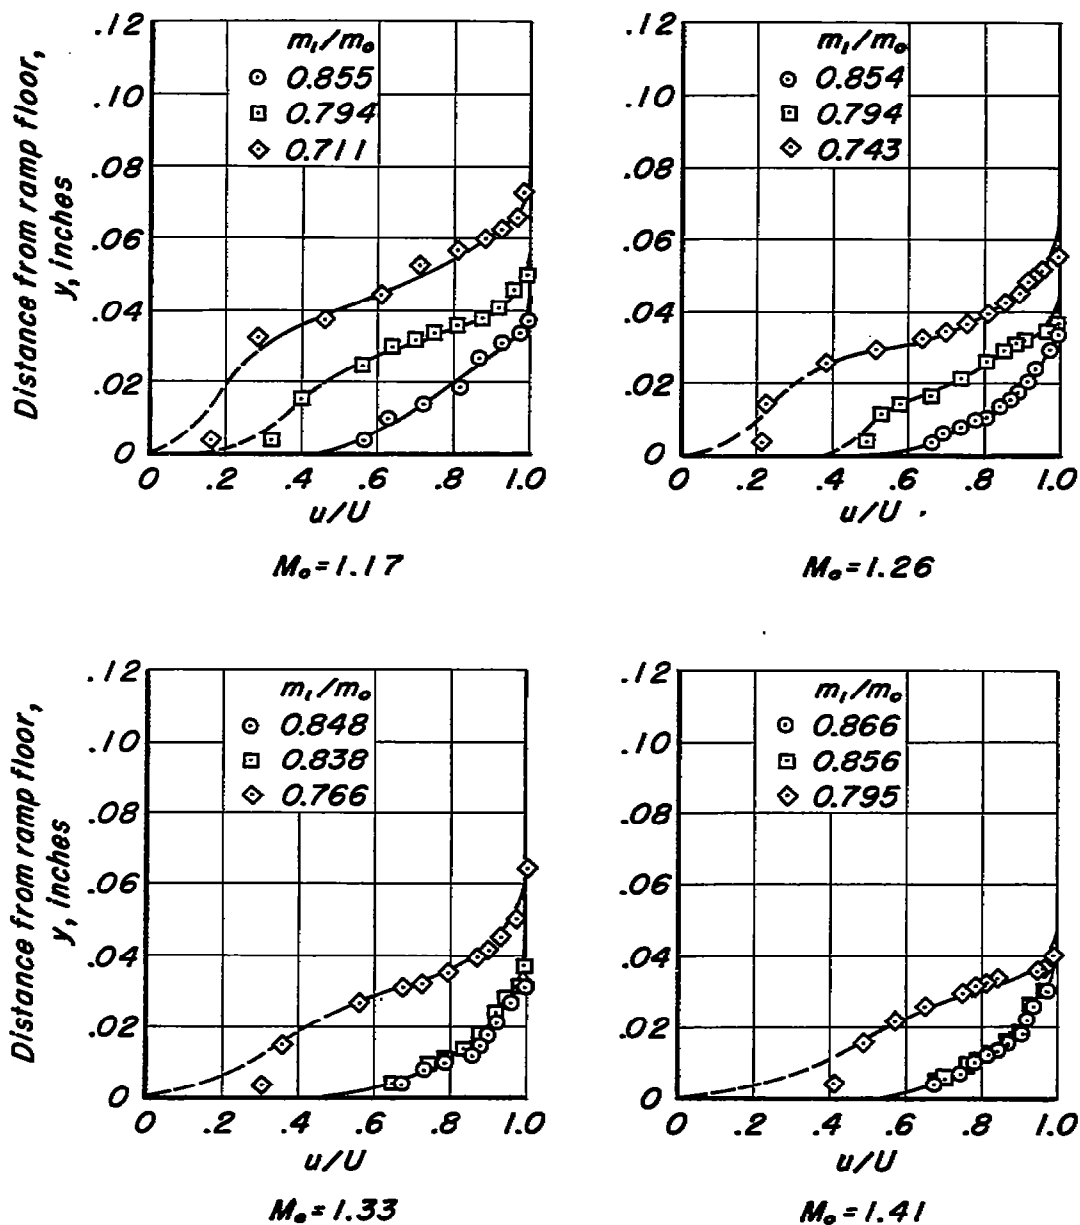 Distance from ramp floor,
y, inches
.12
.10
.08
.06
.04
.02
0
m₁/m₀
0.855
0.794
0.711
0 .2 .4 .6 .8 1.0
u/U
M₀=1.17
.12
.10
.08
.06
.04
.02
0
m₁/m₀
0.854
0.794
0.743
0 .2 .4 .6 .8 1.0
u/U
M₀=1.26
Distance from ramp floor,
y, inches
.12
.10
.08
.06
.04
.02
0
m₁/m₀
0.848
0.838
0.766
0 .2 .4 .6 .8 1.0
u/U
M₀=1.33
.12
.10
.08
.06
.04
.02
0
m₁/m₀
0.866
0.856
0.795
0 .2 .4 .6 .8 1.0
u/U
M₀=1.41